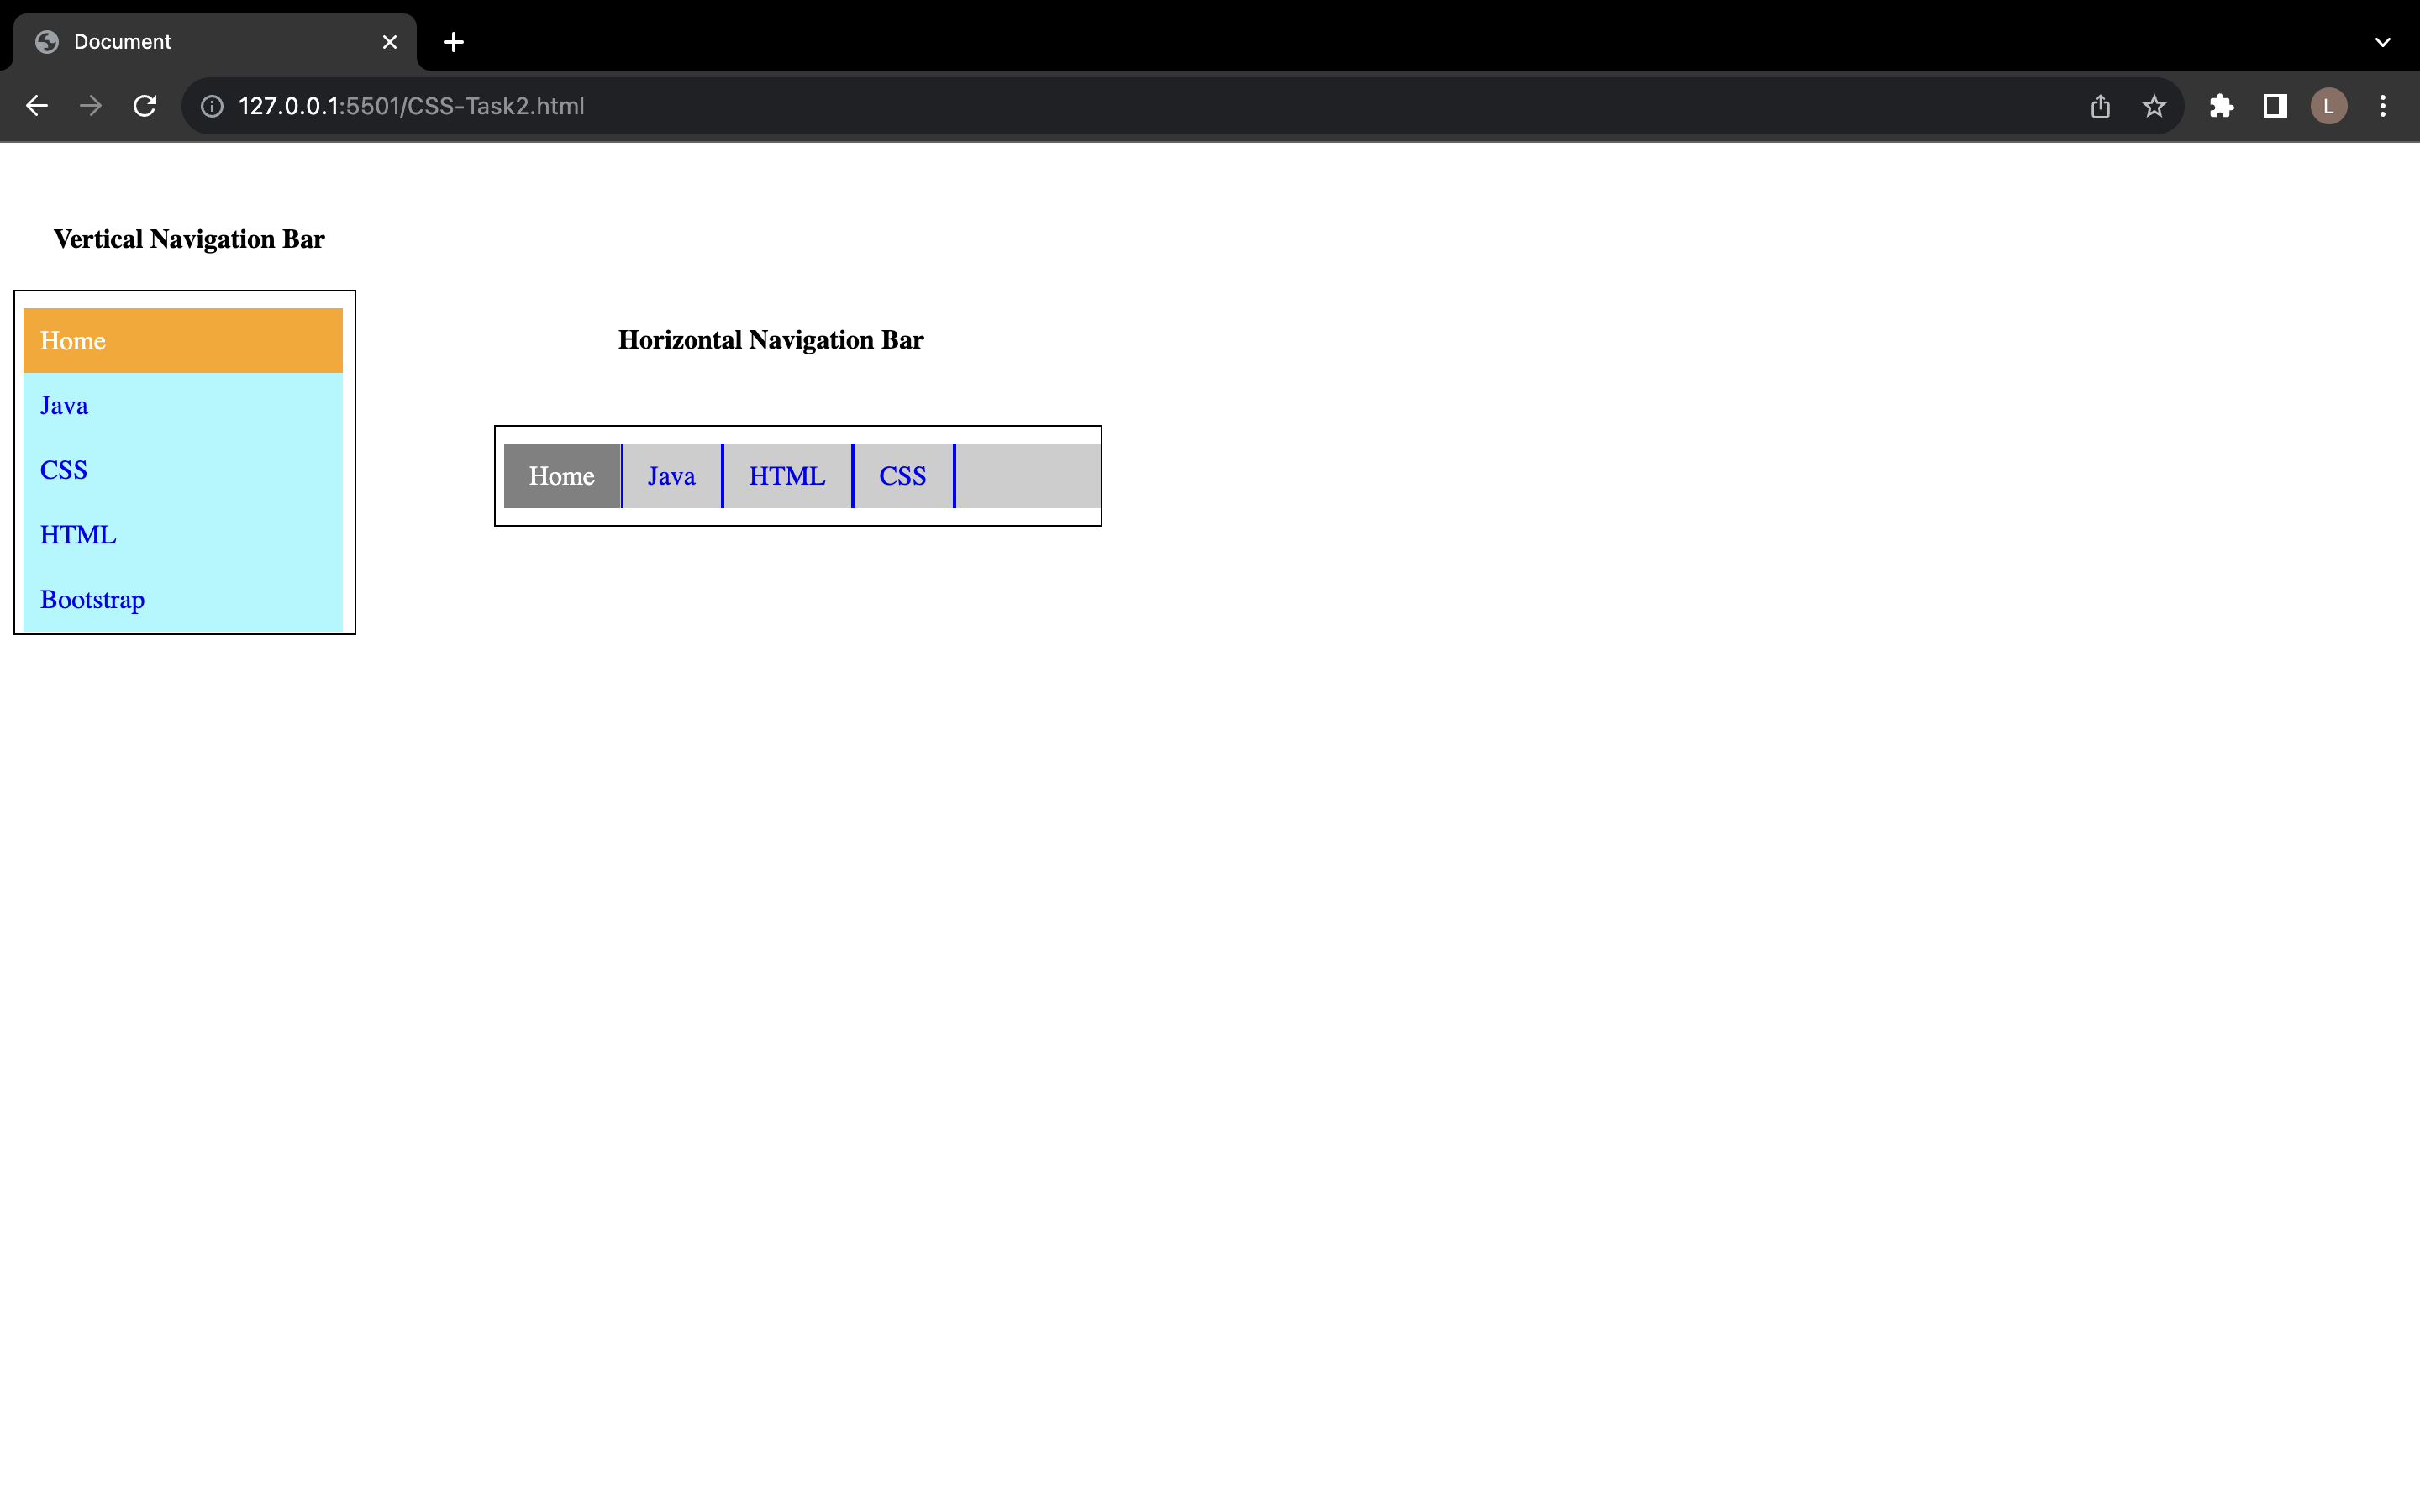 Document
127.0.0.1:5501/CSS-Task2.html
L
Vertical Navigation Bar
Home
Java
CSS
HTML
Bootstrap
Horizontal Navigation Bar
Home Java HTML CSS